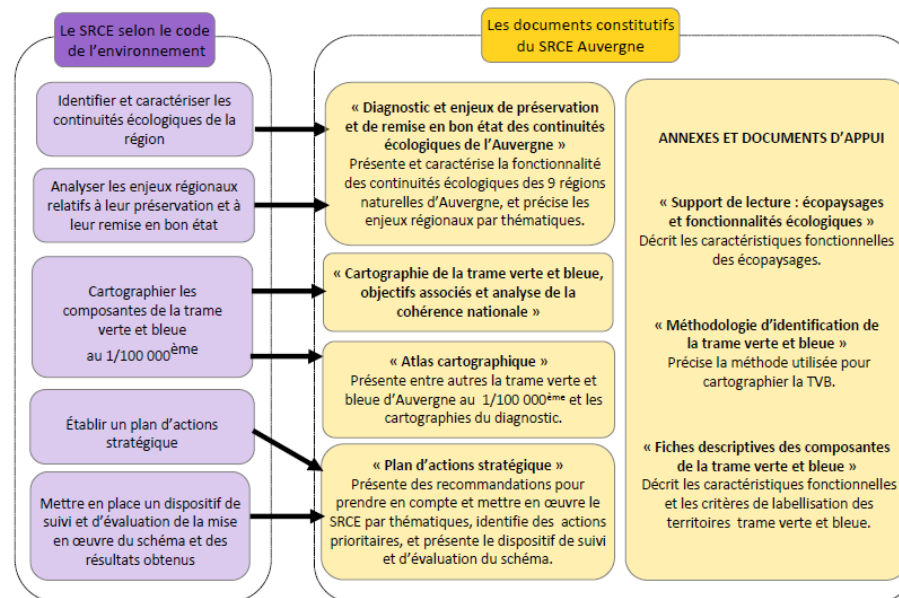 Le SRCE selon le code
de l'environnement
Identifier et caractériser les
continuités écologiques de la
région
Analyser les enjeux régionaux
relatifs à leur préservation et à
leur remise en bon état
Cartographier les
composantes de la trame
verte et bleue
au 1/100 000ème
Établir un plan d'actions
stratégique
Mettre en place un dispositif de
suivi et d'évaluation de la mise
en œuvre du schéma et des
résultats obtenus
Les documents constitutifs
du SRCE Auvergne
« Diagnostic et enjeux de préservation
et de remise en bon état des continuités
écologiques de l'Auvergne »
Présente et caractérise la fonctionnalité
des continuités écologiques des 9 régions
naturelles d'Auvergne, et précise les
enjeux régionaux par thématiques.
« Cartographie de la trame verte et bleue,
objectifs associés et analyse de la
cohérence nationale »
« Atlas cartographique »
Présente entre autres la trame verte et
bleue d'Auvergne au 1/100 000ème et les
cartographies du diagnostic.
« Plan d'actions stratégique »
Présente des recommandations pour
prendre en compte et mettre en œuvre le
SRCE par thématiques, identifie des actions
prioritaires, et présente le dispositif de suivi
et d'évaluation du schéma.
ANNEXES ET DOCUMENTS D'APPUI
« Support de lecture : écopaysages
et fonctionnalités écologiques »
Décrit les caractéristiques fonctionnelles
des écopaysages.
« Méthodologie d'identification de
la trame verte et bleue »
Précise la méthode utilisée pour
cartographier la TVB.
« Fiches descriptives des composantes
de la trame verte et bleue »
Décrit les caractéristiques fonctionnelles
et les critères de labellisation des
territoires trame verte et bleue.